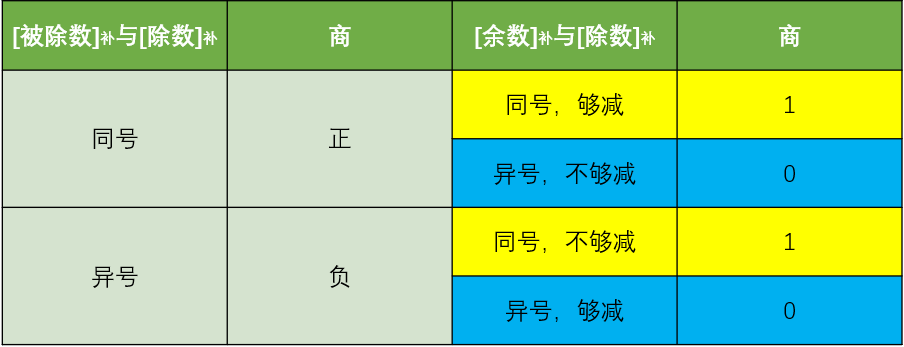 [被除数]补与[除数]补 商 [余数]补与[除数]补 商
同号 正 同号，够减 1
异号，不够减 0
异号 负 同号，不够减 1
异号，够减 0